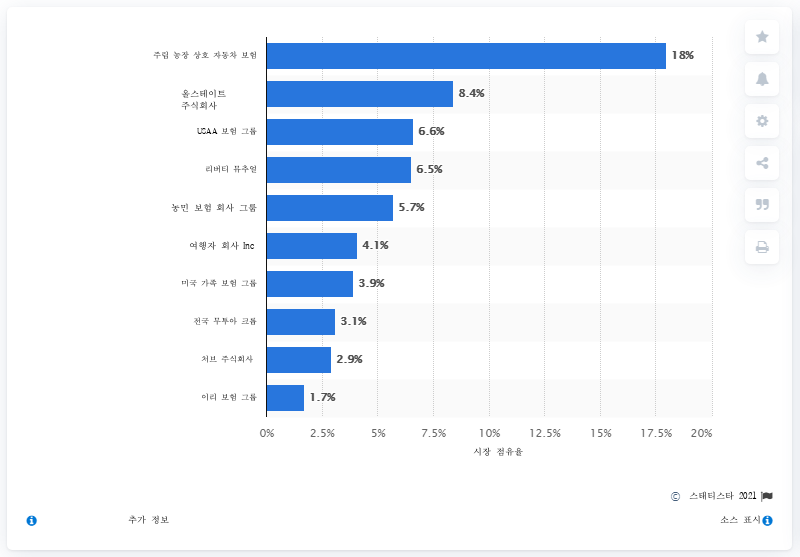 주립 농장 상호 자동차 보험
18%
올스테이트
주식회사
8.4%
USAA 보험 그룹
6.6%
리버티 뮤추얼
6.5%
농민 보험 회사 그룹
5.7%
여행자 회사 Inc
4.1%
미국 가족 보험 그룹
3.9%
전국 무투아 크룹
3.1%
처브 주식회사
2.9%
이리 보험 그룹
1.7%
0% 2.5% 5% 7.5% 10% 12.5% 15% 17.5% 20%
시장 점유율
© 스태티스타 2021
추가 정보 소스 표시